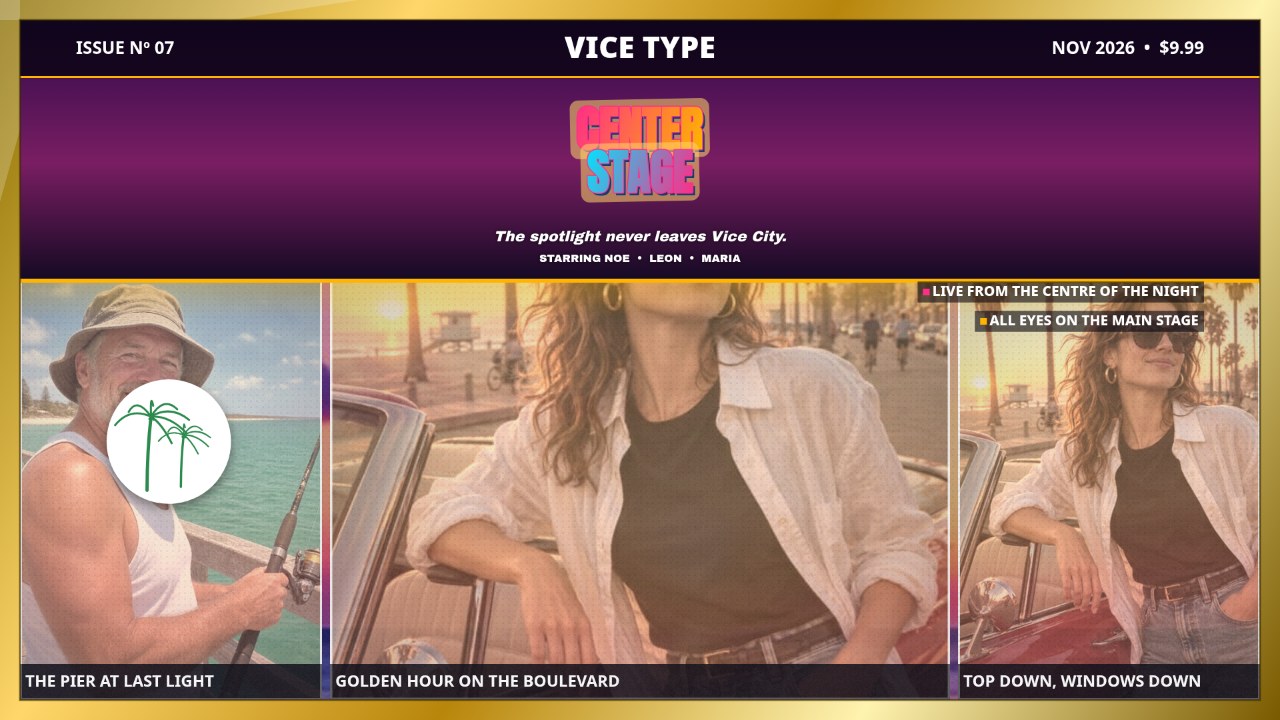 ISSUE Nº 07
VICE TYPE
NOV 2026 • $9.99
CENTER
STAGE
The spotlight never leaves Vice City.
STARRING NOE • LEON • MARIA
LIVE FROM THE CENTRE OF THE NIGHT
ALL EYES ON THE MAIN STAGE
THE PIER AT LAST LIGHT
GOLDEN HOUR ON THE BOULEVARD
TOP DOWN, WINDOWS DOWN